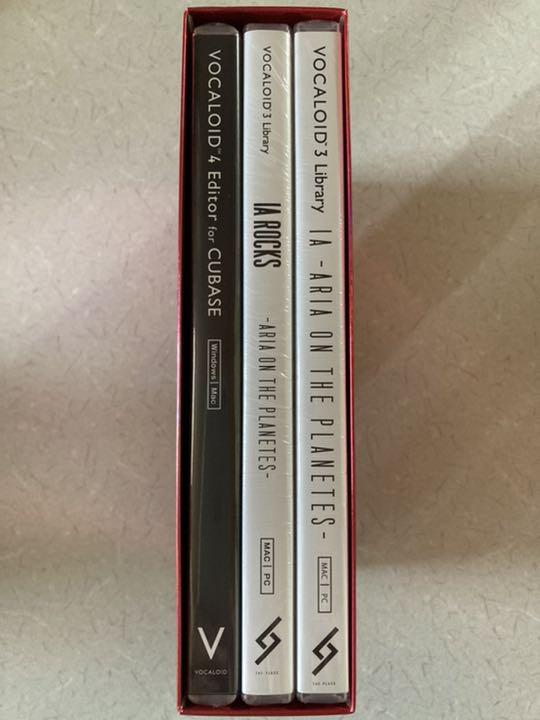 VOCALOID™4 Editor for CUBASE
Windows | Mac
V
VOCALOID
VOCALOID™3 Library
IA ROCKS
-ARIA ON THE PLANETES-
MAC | PC
VOCALOID™3 Library
IA -ARIA ON THE PLANETES-
MAC | PC